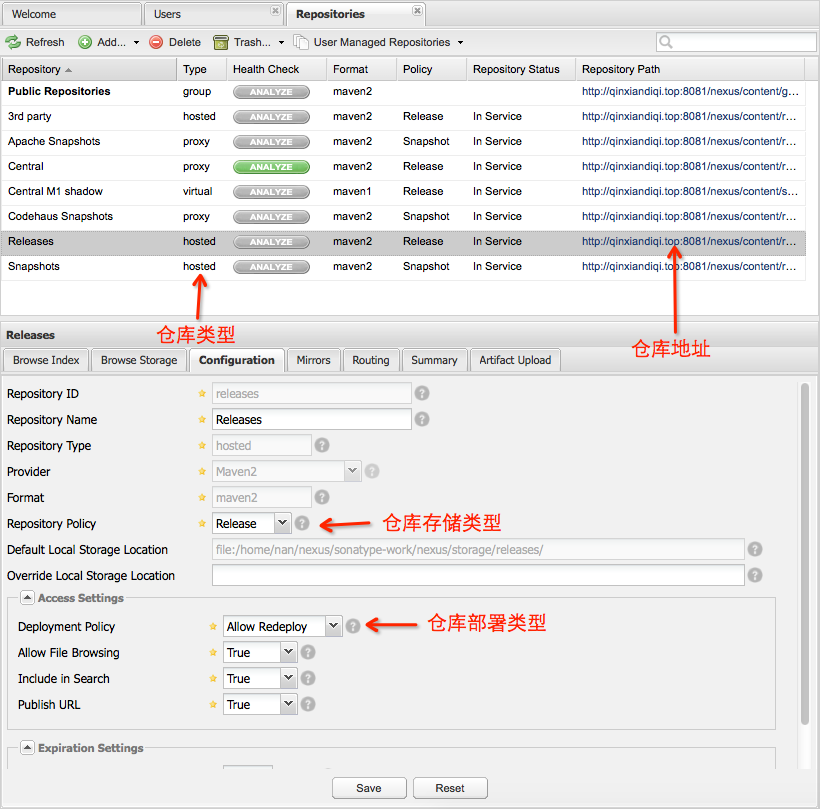 Welcome Users Repositories
Refresh Add... Delete Trash... User Managed Repositories
Repository Type Health Check Format Policy Repository Status Repository Path
Public Repositories group ANALYZE maven2 http://qinxiandiqi.top:8081/nexus/content/g...
3rd party hosted ANALYZE maven2 Release In Service http://qinxiandiqi.top:8081/nexus/content/r...
Apache Snapshots proxy ANALYZE maven2 Snapshot In Service http://qinxiandiqi.top:8081/nexus/content/r...
Central proxy ANALYZE maven2 Release In Service http://qinxiandiqi.top:8081/nexus/content/r...
Central M1 shadow virtual ANALYZE maven1 Release In Service http://qinxiandiqi.top:8081/nexus/content/s...
Codehaus Snapshots proxy ANALYZE maven2 Snapshot In Service http://qinxiandiqi.top:8081/nexus/content/r...
Releases hosted ANALYZE maven2 Release In Service http://qinxiandiqi.top:8081/nexus/content/r...
Snapshots hosted ANALYZE maven2 Snapshot In Service http://qinxiandiqi.top:8081/nexus/content/r...
仓库类型
仓库地址
Releases
Browse Index Browse Storage Configuration Mirrors Routing Summary Artifact Upload
Repository ID releases
Repository Name Releases
Repository Type hosted
Provider Maven2
Format maven2
Repository Policy Release 仓库存储类型
Default Local Storage Location file:/home/nan/nexus/sonatype-work/nexus/storage/releases/
Override Local Storage Location
Access Settings
Deployment Policy Allow Redeploy 仓库部署类型
Allow File Browsing True
Include in Search True
Publish URL True
Expiration Settings
Save Reset